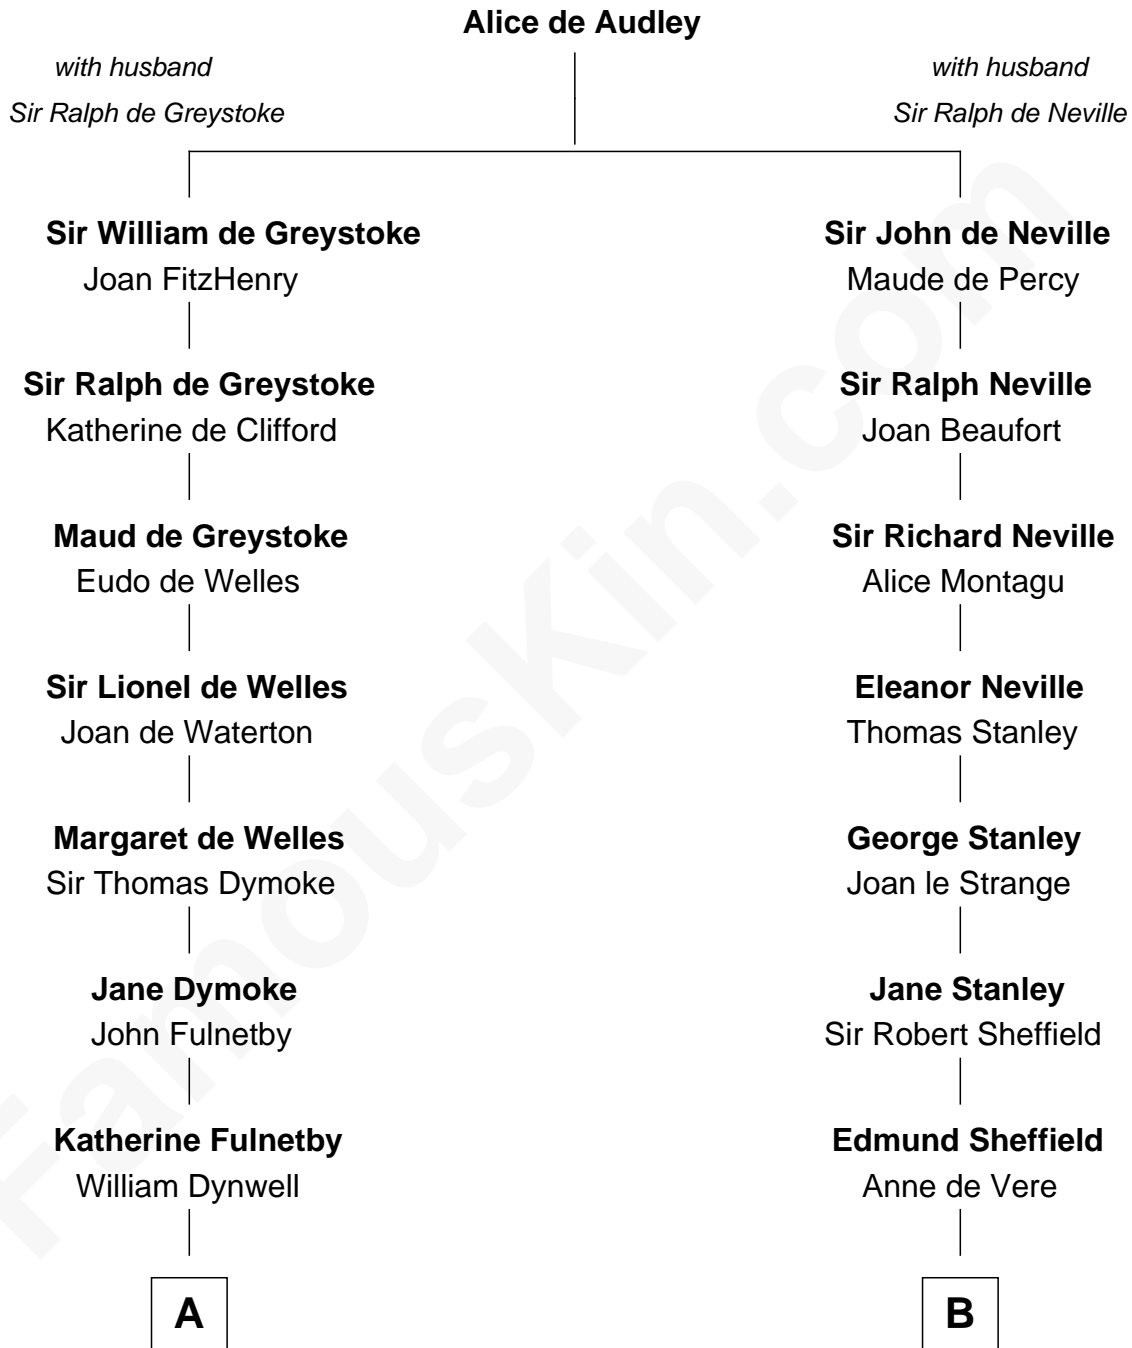 Alice de Audley
with husband
Sir Ralph de Greystoke
with husband
Sir Ralph de Neville
Sir William de Greystoke
Joan FitzHenry
Sir John de Neville
Maude de Percy
Sir Ralph de Greystoke
Katherine de Clifford
Sir Ralph Neville
Joan Beaufort
Maud de Greystoke
Eudo de Welles
Sir Richard Neville
Alice Montagu
Sir Lionel de Welles
Joan de Waterton
Eleanor Neville
Thomas Stanley
Margaret de Welles
Sir Thomas Dymoke
George Stanley
Joan le Strange
Jane Dymoke
John Fulnetby
Jane Stanley
Sir Robert Sheffield
Katherine Fulnetby
William Dynwell
Edmund Sheffield
Anne de Vere
A
B
FamousKin.com